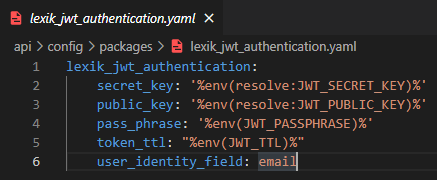 lexik_jwt_authentication.yaml ×
api > config > packages > lexik_jwt_authentication.yaml
1 lexik_jwt_authentication:
2     secret_key: '%env(resolve:JWT_SECRET_KEY)%'
3     public_key: '%env(resolve:JWT_PUBLIC_KEY)%'
4     pass_phrase: '%env(JWT_PASSPHRASE)%'
5     token_ttl: "%env(JWT_TTL)%"
6     user_identity_field: email